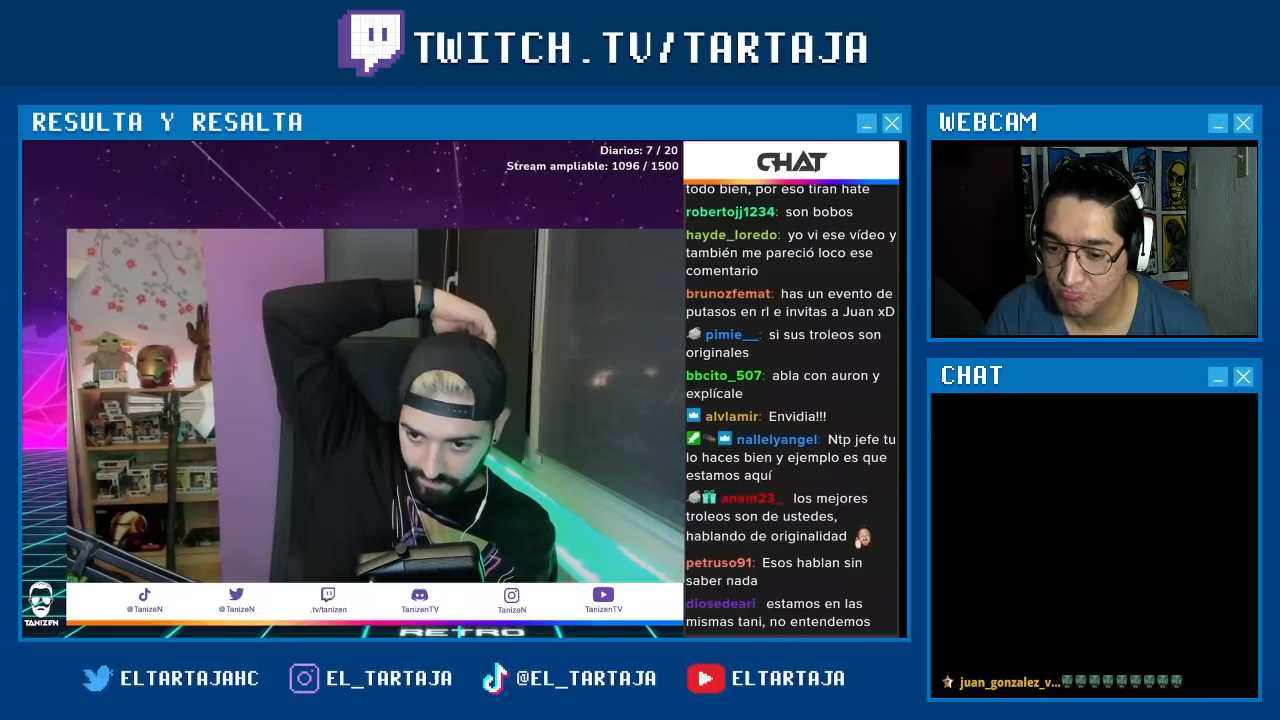 TWITCH.TV/TARTAJA
RESULTA Y RESALTA
Diarios: 7 / 20
Stream ampliable: 1096 / 1500
CHAT
todo bien, por eso tiran hate
robertojj1234: son bobos
hayde_loredo: yo vi ese vídeo y
también me pareció loco ese
comentario
brunozfemat: has un evento de
putasos en rl e invitas a Juan xD
pimie__: si sus troleos son
originales
bbcito_507: abla con auron y
explícale
alvlamir: Envidia!!!
nallelyangel: Ntp jefe tu
lo haces bien y ejemplo es que
estamos aquí
anam23_ los mejores
troleos son de ustedes,
hablando de originalidad
petruso91: Esos hablan sin
saber nada
diosedeari: estamos en las
mismas tani, no entendemos
TANIZEN
@TanizeN
@TanizeN
.tv/tanizen
TanizenTV
TanizeN
TanizenTV
RETRO
WEBCAM
CHAT
juan_gonzalez_v...
ELTARTAJAHC
EL_TARTAJA
@EL_TARTAJA
ELTARTAJA